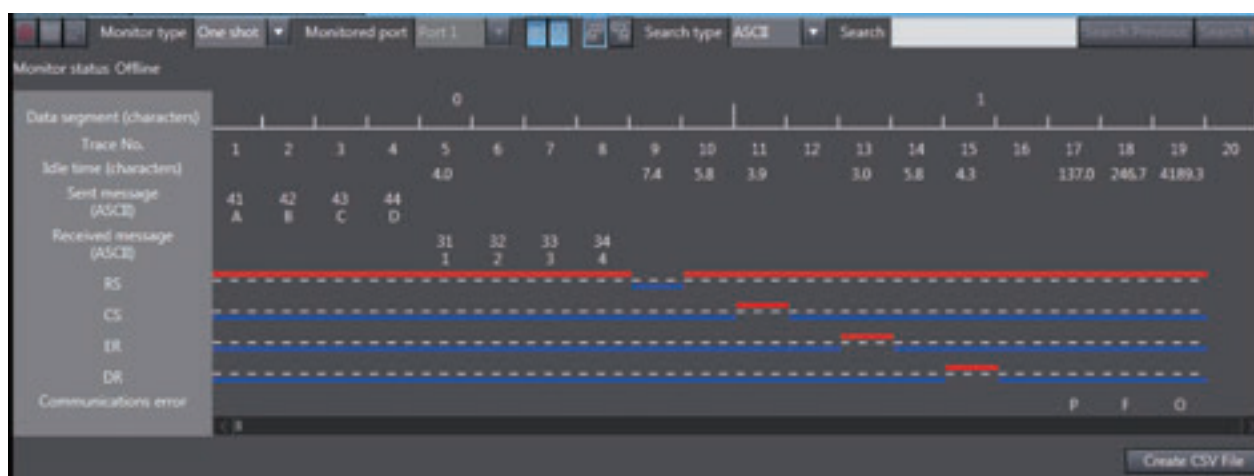 Monitor type One shot Monitored port Port 1 Search type ASCII Search Search Previous Search
Monitor status Offline
0 1
Data segment (characters)
Trace No. 1 2 3 4 5 6 7 8 9 10 11 12 13 14 15 16 17 18 19 20
Idle time (characters) 4.0 7.4 5.8 3.9 3.0 5.8 4.3 137.0 246.7 4189.3
Sent message 41 42 43 44
(ASCII) A B C D
Received message 31 32 33 34
(ASCII) 1 2 3 4
RS
CS
ER
DR
Communications error P F O
Create CSV File